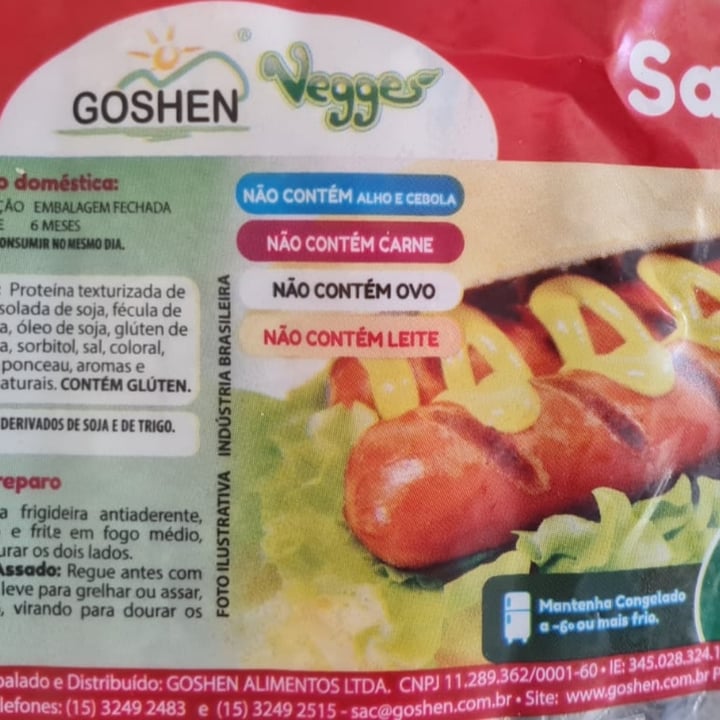 GOSHEN ®
Vegges
Sa
o doméstica:
ÇÃO EMBALAGEM FECHADA
E 6 MESES
ONSUMIR NO MESMO DIA.
: Proteína texturizada de
solada de soja, fécula de
a, óleo de soja, glúten de
a, sorbitol, sal, coloral,
ponceau, aromas e
aturais. CONTÉM GLÚTEN.
DERIVADOS DE SOJA E DE TRIGO.
reparo
a frigideira antiaderente,
e frite em fogo médio,
urar os dois lados.
Assado: Regue antes com
leve para grelhar ou assar,
, virando para dourar os
FOTO ILUSTRATIVA INDÚSTRIA BRASILEIRA
NÃO CONTÉM ALHO E CEBOLA
NÃO CONTÉM CARNE
NÃO CONTÉM OVO
NÃO CONTÉM LEITE
Mantenha Congelado
a -6º ou mais frio.
balado e Distribuído: GOSHEN ALIMENTOS LTDA. CNPJ 11.289.362/0001-60 • IE: 345.028.324.1
elefones: (15) 3249 2483 e (15) 3249 2515 - sac@goshen.com.br • Site: www.goshen.com.br